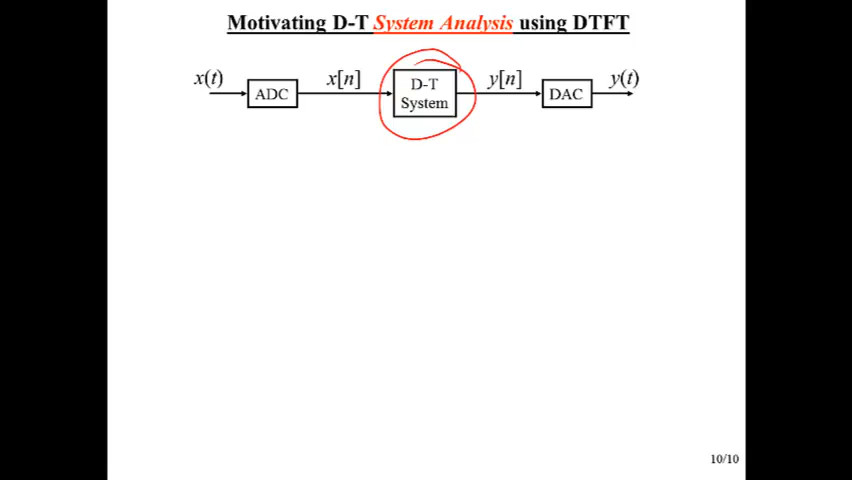 Motivating D-T System Analysis using DTFT
x(t) ADC x[n] D-T System y[n] DAC y(t)
10/10